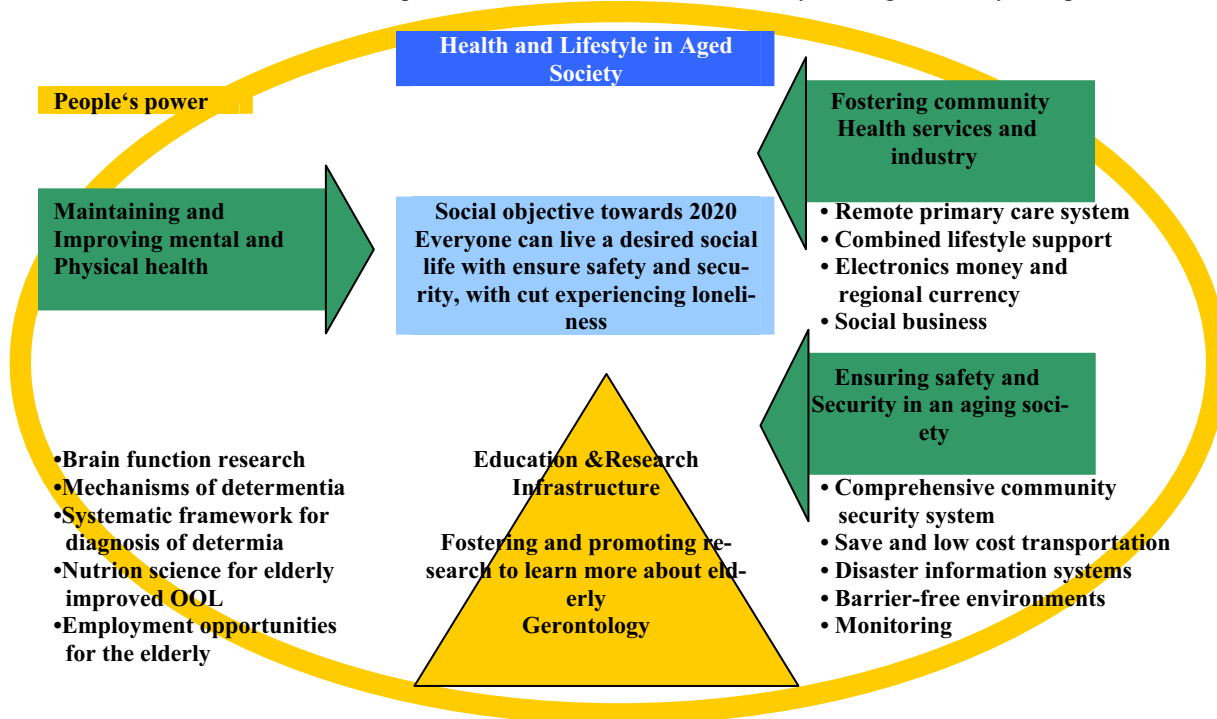 Health and Lifestyle in Aged
Society
People‘s power
Fostering community
Health services and
industry
Maintaining and
Improving mental and
Physical health
Social objective towards 2020
Everyone can live a desired social
life with ensure safety and secu-
rity, with cut experiencing loneli-
ness
• Remote primary care system
• Combined lifestyle support
• Electronics money and
regional currency
• Social business
Ensuring safety and
Security in an aging soci-
ety
•Brain function research
•Mechanisms of determentia
•Systematic framework for
diagnosis of determia
•Nutrion science for elderly
improved OOL
•Employment opportunities
for the elderly
Education &Research
Infrastructure
Fostering and promoting re-
search to learn more about eld-
erly
Gerontology
• Comprehensive community
security system
• Save and low cost transportation
• Disaster information systems
• Barrier-free environments
• Monitoring